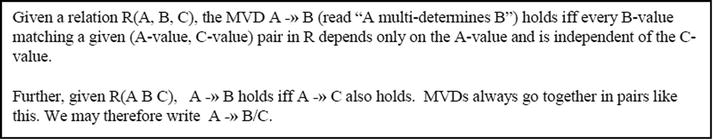 Given a relation R(A, B, C), the MVD A -» B (read “A multi-determines B”) holds iff every B-value
matching a given (A-value, C-value) pair in R depends only on the A-value and is independent of the C-
value.
Further, given R(A B C),  A -» B holds iff A -» C also holds.  MVDs always go together in pairs like
this. We may therefore write  A -» B/C.